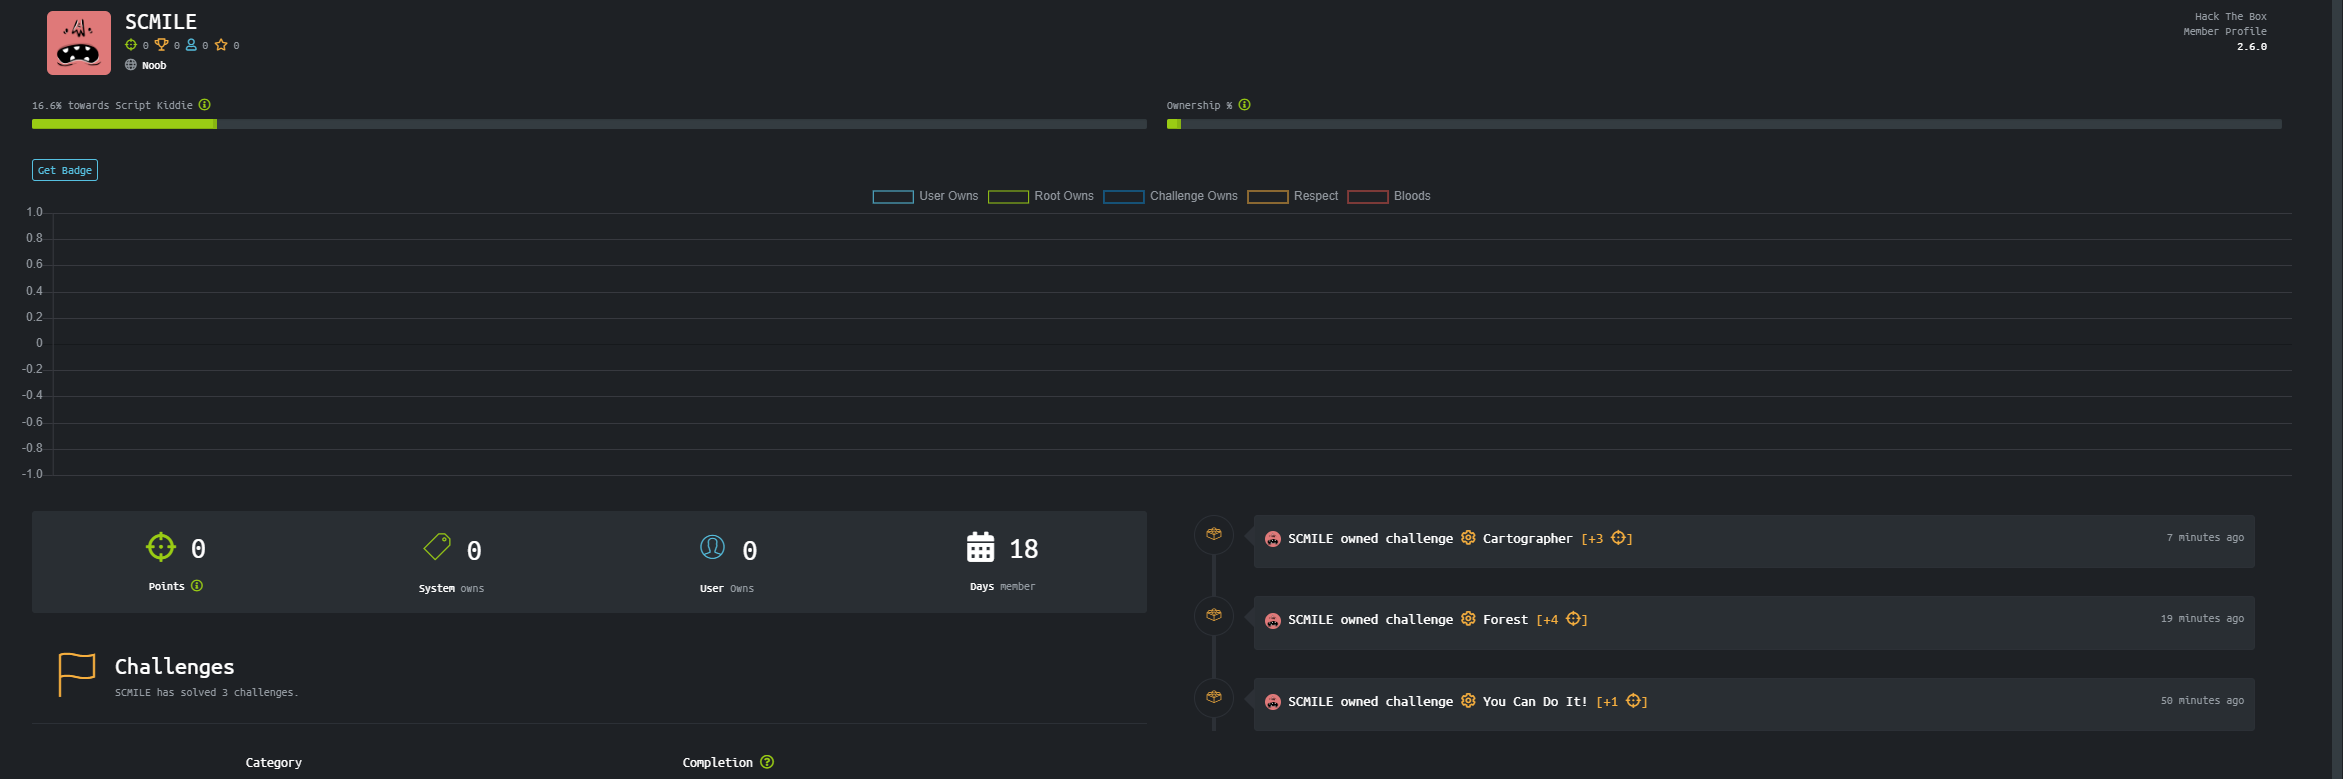 SCMILE
0 0 0 0
Noob
Hack The Box
Member Profile
2.6.0
16.6% towards Script Kiddie
Ownership %
Get Badge
User Owns Root Owns Challenge Owns Respect Bloods
1.0
0.8
0.6
0.4
0.2
0
-0.2
-0.4
-0.6
-0.8
-1.0
0 0 0 18
Points System owns User Owns Days member
Challenges
SCMILE has solved 3 challenges.
Category Completion
SCMILE owned challenge Cartographer [+3 ] 7 minutes ago
SCMILE owned challenge Forest [+4 ] 19 minutes ago
SCMILE owned challenge You Can Do It! [+1 ] 50 minutes ago